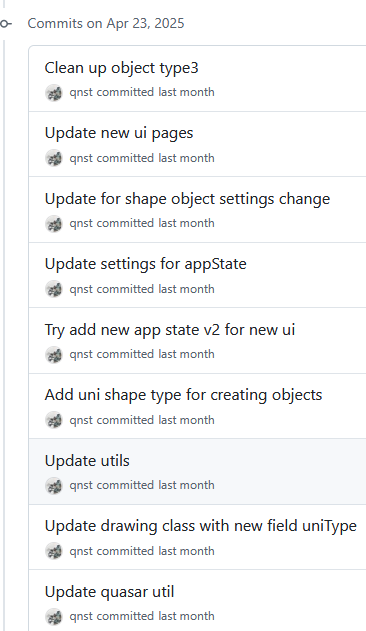 Commits on Apr 23, 2025
Clean up object type3
qnst committed last month
Update new ui pages
qnst committed last month
Update for shape object settings change
qnst committed last month
Update settings for appState
qnst committed last month
Try add new app state v2 for new ui
qnst committed last month
Add uni shape type for creating objects
qnst committed last month
Update utils
qnst committed last month
Update drawing class with new field uniType
qnst committed last month
Update quasar util
qnst committed last month